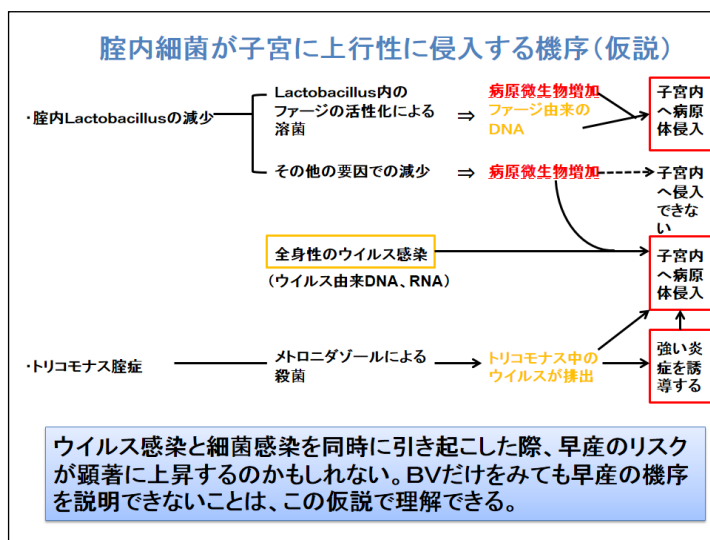 腟内細菌が子宮に上行性に侵入する機序(仮説)
・腟内Lactobacillusの減少
Lactobacillus内の
ファージの活性化による
溶菌
⇒
病原微生物増加
ファージ由来の
DNA
子宮内
へ病原
体侵入
その他の要因での減少
⇒
病原微生物増加
子宮内
へ侵入
できな
い
全身性のウイルス感染
(ウイルス由来DNA、RNA)
子宮内
へ病原
体侵入
・トリコモナス腟症
メトロニダゾールによる
殺菌
トリコモナス中の
ウイルスが排出
強い炎
症を誘
導する
ウイルス感染と細菌感染を同時に引き起こした際、早産のリスク
が顕著に上昇するのかもしれない。BVだけをみても早産の機序
を説明できないことは、この仮説で理解できる。